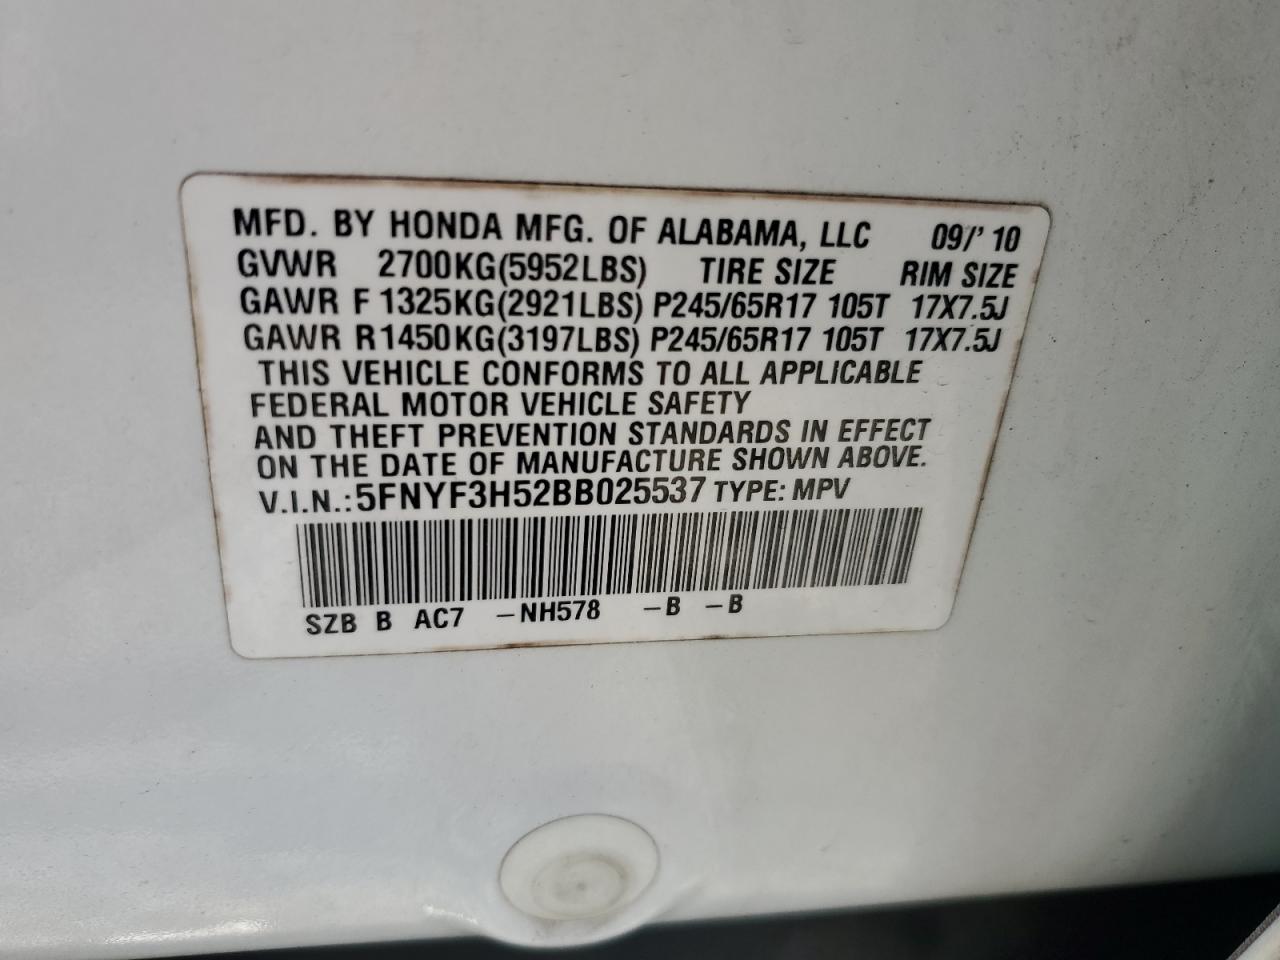 MFD. BY HONDA MFG. OF ALABAMA, LLC 09/' 10
GVWR 2700KG(5952LBS) TIRE SIZE RIM SIZE
GAWR F 1325KG(2921LBS) P245/65R17 105T 17X7.5J
GAWR R1450KG(3197LBS) P245/65R17 105T 17X7.5J
THIS VEHICLE CONFORMS TO ALL APPLICABLE
FEDERAL MOTOR VEHICLE SAFETY
AND THEFT PREVENTION STANDARDS IN EFFECT
ON THE DATE OF MANUFACTURE SHOWN ABOVE.
V.I.N.:5FNYF3H52BB025537 TYPE: MPV
SZB B AC7 –NH578 –B –B